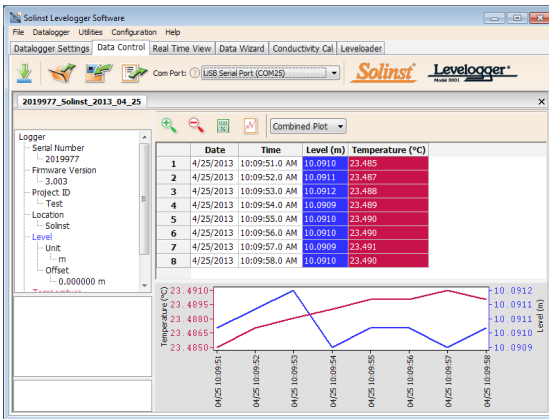 Solinst Levelogger Software
File Datalogger Utilities Configuration Help
Datalogger Settings Data Control Real Time View Data Wizard Conductivity Cal Leveloader
Com Port: ? USB Serial Port (COM25) Solinst® Levelogger®
Model 3001
2019977_Solinst_2013_04_25 ×
100 % Combined Plot
Logger
Serial Number
2019977
Firmware Version
3.003
Project ID
Test
Location
Solinst
Level
Unit
m
Offset
0.000000 m
Temperature
Date Time Level (m) Temperature (°C)
1 4/25/2013 10:09:51.0 AM 10.0910 23.485
2 4/25/2013 10:09:52.0 AM 10.0911 23.487
3 4/25/2013 10:09:53.0 AM 10.0912 23.488
4 4/25/2013 10:09:54.0 AM 10.0909 23.489
5 4/25/2013 10:09:55.0 AM 10.0910 23.490
6 4/25/2013 10:09:56.0 AM 10.0910 23.490
7 4/25/2013 10:09:57.0 AM 10.0909 23.491
8 4/25/2013 10:09:58.0 AM 10.0910 23.490
Temperature (°C)
23.4910
23.4895
23.4880
23.4865
23.4850
10.0912
10.0911
10.0911
10.0910
10.0909
Level (m)
04/25 10:09:51
04/25 10:09:52
04/25 10:09:53
04/25 10:09:54
04/25 10:09:55
04/25 10:09:56
04/25 10:09:57
04/25 10:09:58